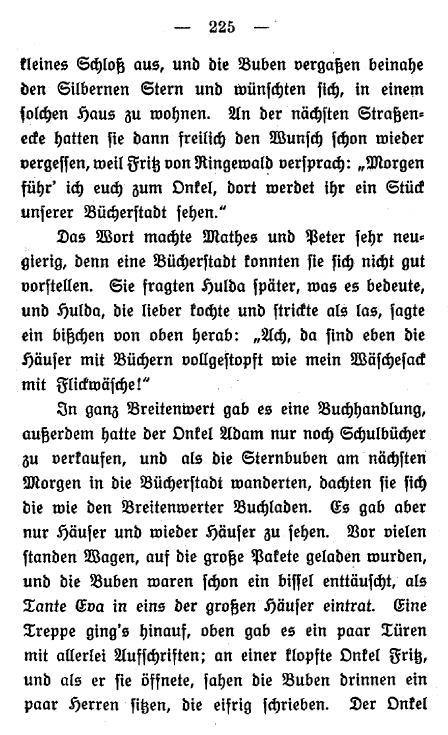 — 225 —
kleines Schloß aus, und die Buben vergaßen beinahe
den Silbernen Stern und wünschten sich, in einem
solchen Haus zu wohnen. An der nächsten Straßen-
ecke hatten sie dann freilich den Wunsch schon wieder
vergessen, weil Fritz von Ringewald versprach: „Morgen
führ' ich euch zum Onkel, dort werdet ihr ein Stück
unserer Bücherstadt sehen.“
Das Wort machte Mathes und Peter sehr neu-
gierig, denn eine Bücherstadt konnten sie sich nicht gut
vorstellen. Sie fragten Hulda später, was es bedeute,
und Hulda, die lieber kochte und strickte als las, sagte
ein bißchen von oben herab: „Ach, da sind eben die
Häuser mit Büchern vollgestopft wie mein Wäschesack
mit Flickwäsche!“
In ganz Breitenwert gab es eine Buchhandlung,
außerdem hatte der Onkel Adam nur noch Schulbücher
zu verkaufen, und als die Sternbuben am nächsten
Morgen in die Bücherstadt wanderten, dachten sie sich
die wie den Breitenwerter Buchladen. Es gab aber
nur Häuser und wieder Häuser zu sehen. Vor vielen
standen Wagen, auf die große Pakete geladen wurden,
und die Buben waren schon ein bissel enttäuscht, als
Tante Eva in eins der großen Häuser eintrat. Eine
Treppe ging's hinauf, oben gab es ein paar Türen
mit allerlei Aufschriften; an einer klopfte Onkel Fritz,
und als er sie öffnete, sahen die Buben drinnen ein
paar Herren sitzen, die eifrig schrieben. Der Onkel